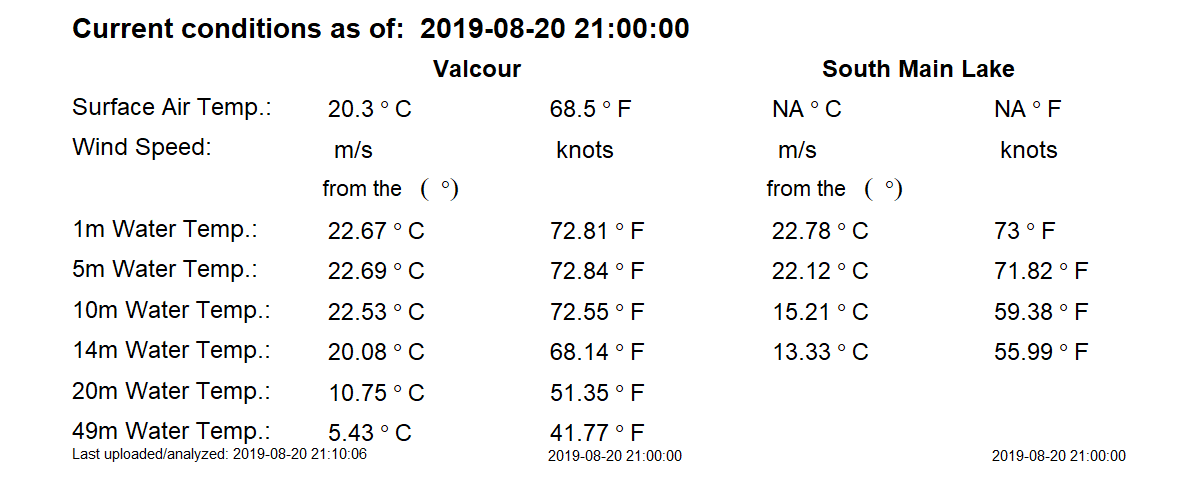 Current conditions as of: 2019-08-20 21:00:00
Valcour South Main Lake
Surface Air Temp.: 20.3 ° C 68.5 ° F NA ° C NA ° F
Wind Speed: m/s knots m/s knots
from the ( °) from the ( °)
1m Water Temp.: 22.67 ° C 72.81 ° F 22.78 ° C 73 ° F
5m Water Temp.: 22.69 ° C 72.84 ° F 22.12 ° C 71.82 ° F
10m Water Temp.: 22.53 ° C 72.55 ° F 15.21 ° C 59.38 ° F
14m Water Temp.: 20.08 ° C 68.14 ° F 13.33 ° C 55.99 ° F
20m Water Temp.: 10.75 ° C 51.35 ° F
49m Water Temp.: 5.43 ° C 41.77 ° F
Last uploaded/analyzed: 2019-08-20 21:10:06 2019-08-20 21:00:00 2019-08-20 21:00:00